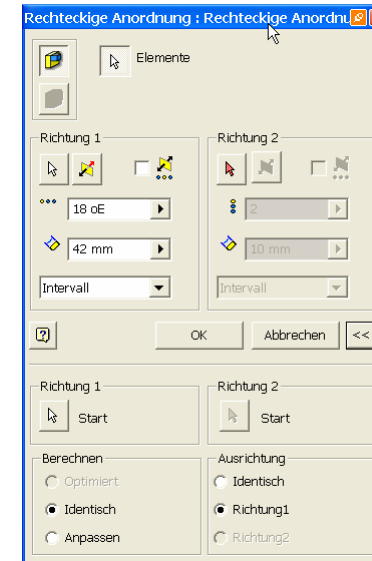 Rechteckige Anordnung : Rechteckige Anordnu
Elemente
Richtung 1
Richtung 2
18 oE
2
42 mm
10 mm
Intervall
Intervall
OK
Abbrechen
<<
Richtung 1
Richtung 2
Start
Start
Berechnen
Ausrichtung
Optimiert
Identisch
Identisch
Richtung1
Anpassen
Richtung2